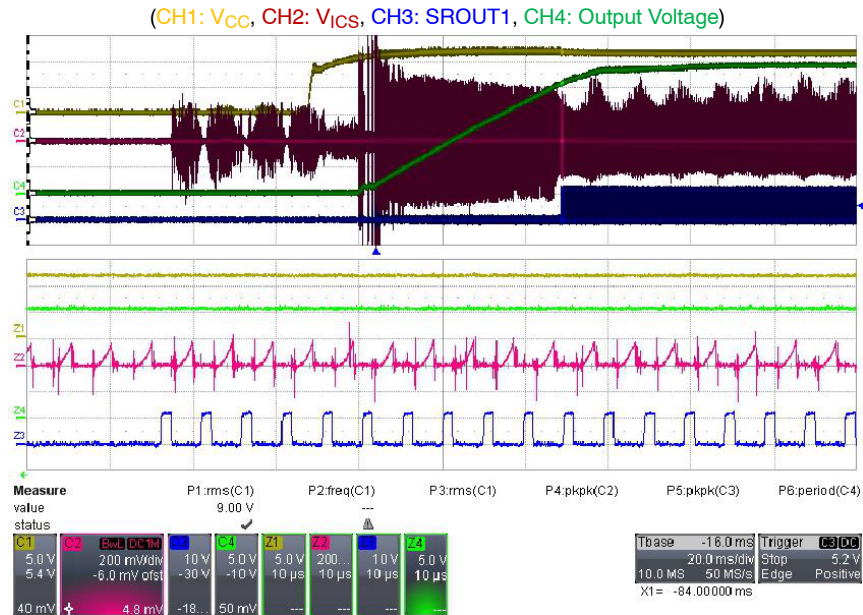 (CH1: VCC, CH2: VICS, CH3: SROUT1, CH4: Output Voltage)
C1
C2
C4
C3
Z1
Z2
Z4
Z3
Measure P1:rms(C1) P2:freq(C1) P3:rms(C1) P4:pkpk(C2) P5:pkpk(C3) P6:period(C4)
value 9.00 V ---
status
C1 C2 BwL DC1M C4 Z1 Z2 Z4
5.0 V 200 mV/div 10 V 5.0 V 5.0 V 200... 10 V 5.0 V
5.4 V -6.0 mV ofst -30 V -10 V 10 µs 10 µs 10 µs 10 µs
40 mV 4.8 mV -18... 50 mV --- --- --- ---
Tbase -16.0 ms Trigger C3 DC
20.0 ms/div Stop 5.2 V
10.0 MS 50 MS/s Edge Positive
X1= -84.00000 ms